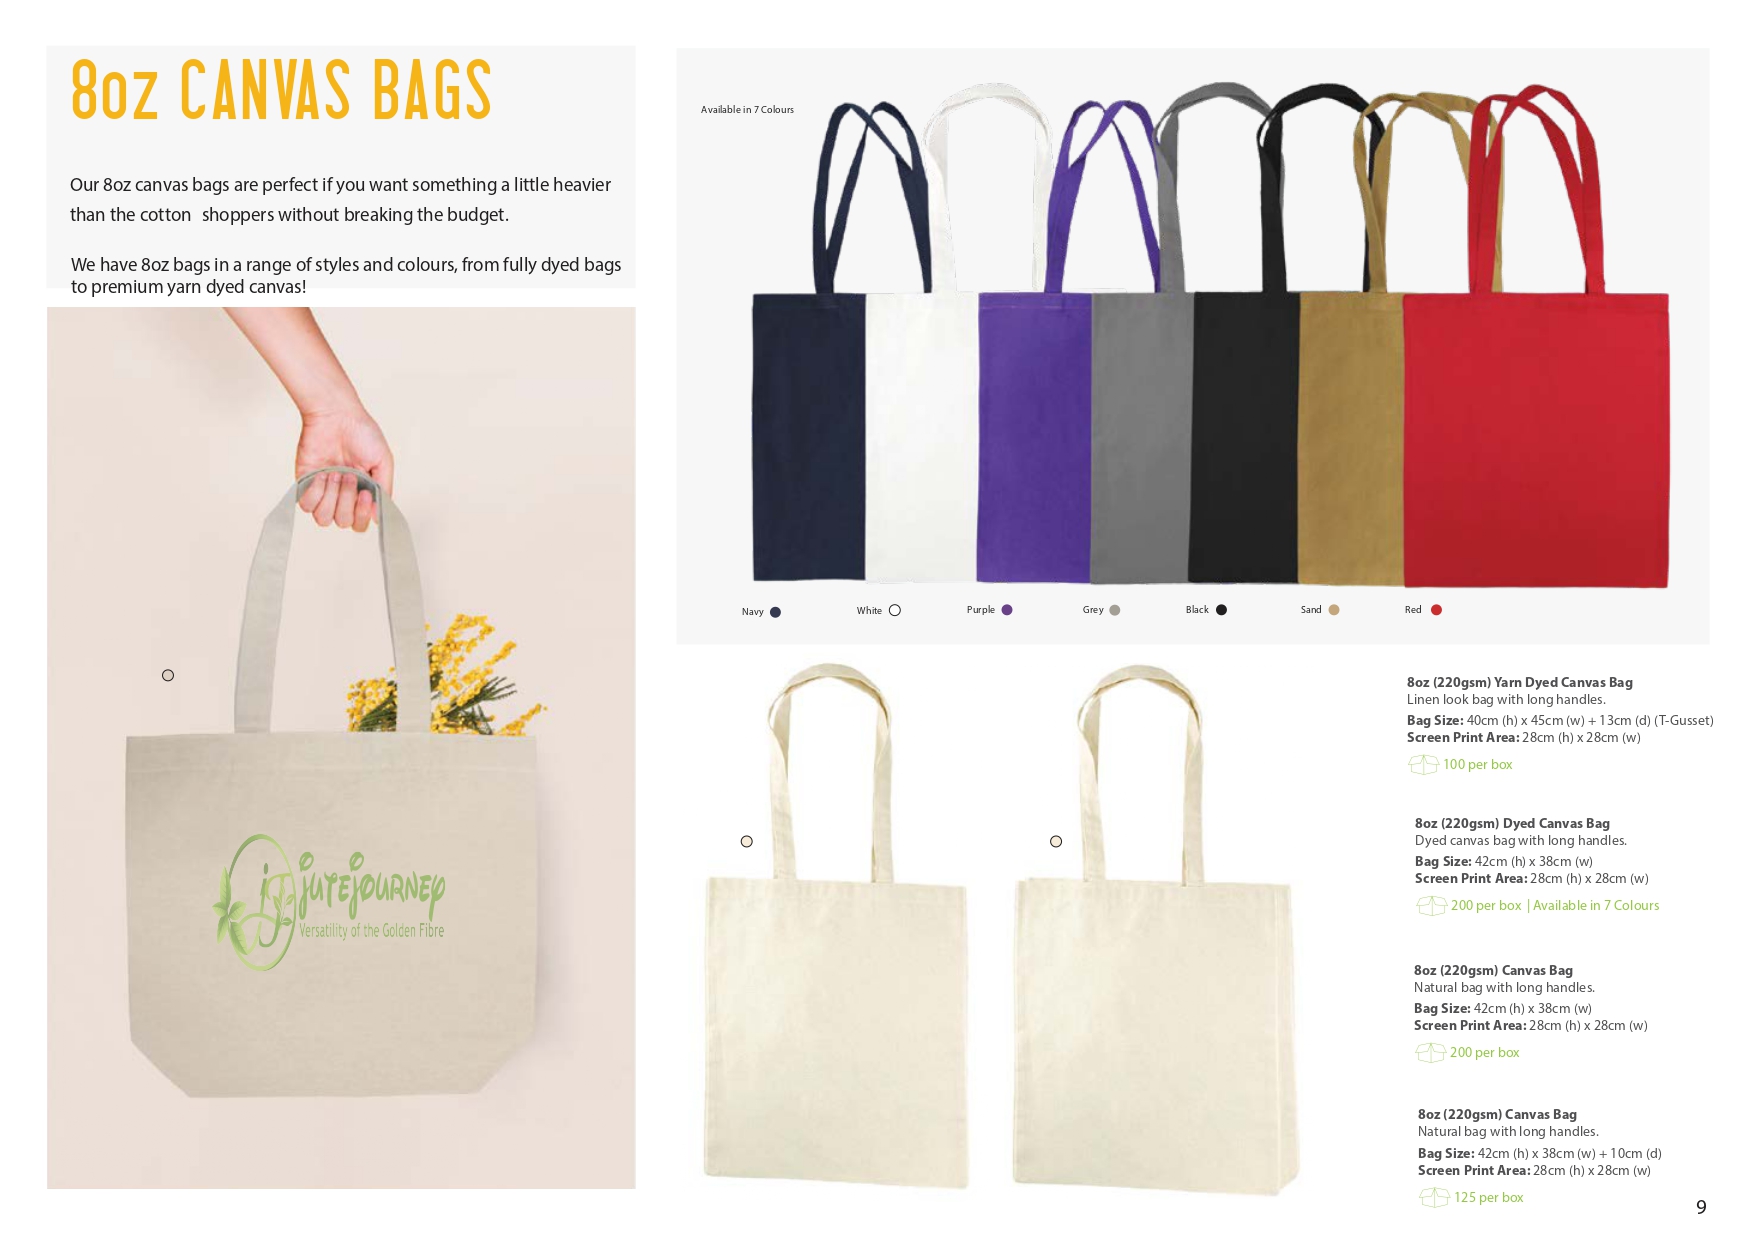 8oz CANVAS BAGS
Our 8oz canvas bags are perfect if you want something a little heavier
than the cotton shoppers without breaking the budget.
We have 8oz bags in a range of styles and colours, from fully dyed bags
to premium yarn dyed canvas!
jutejourney
Versatility of the Golden Fibre
Available in 7 Colours
Navy
White
Purple
Grey
Black
Sand
Red
8oz (220gsm) Yarn Dyed Canvas Bag
Linen look bag with long handles.
Bag Size: 40cm (h) x 45cm (w) + 13cm (d) (T-Gusset)
Screen Print Area: 28cm (h) x 28cm (w)
100 per box
8oz (220gsm) Dyed Canvas Bag
Dyed canvas bag with long handles.
Bag Size: 42cm (h) x 38cm (w)
Screen Print Area: 28cm (h) x 28cm (w)
200 per box | Available in 7 Colours
8oz (220gsm) Canvas Bag
Natural bag with long handles.
Bag Size: 42cm (h) x 38cm (w)
Screen Print Area: 28cm (h) x 28cm (w)
200 per box
8oz (220gsm) Canvas Bag
Natural bag with long handles.
Bag Size: 42cm (h) x 38cm (w) + 10cm (d)
Screen Print Area: 28cm (h) x 28cm (w)
125 per box
9